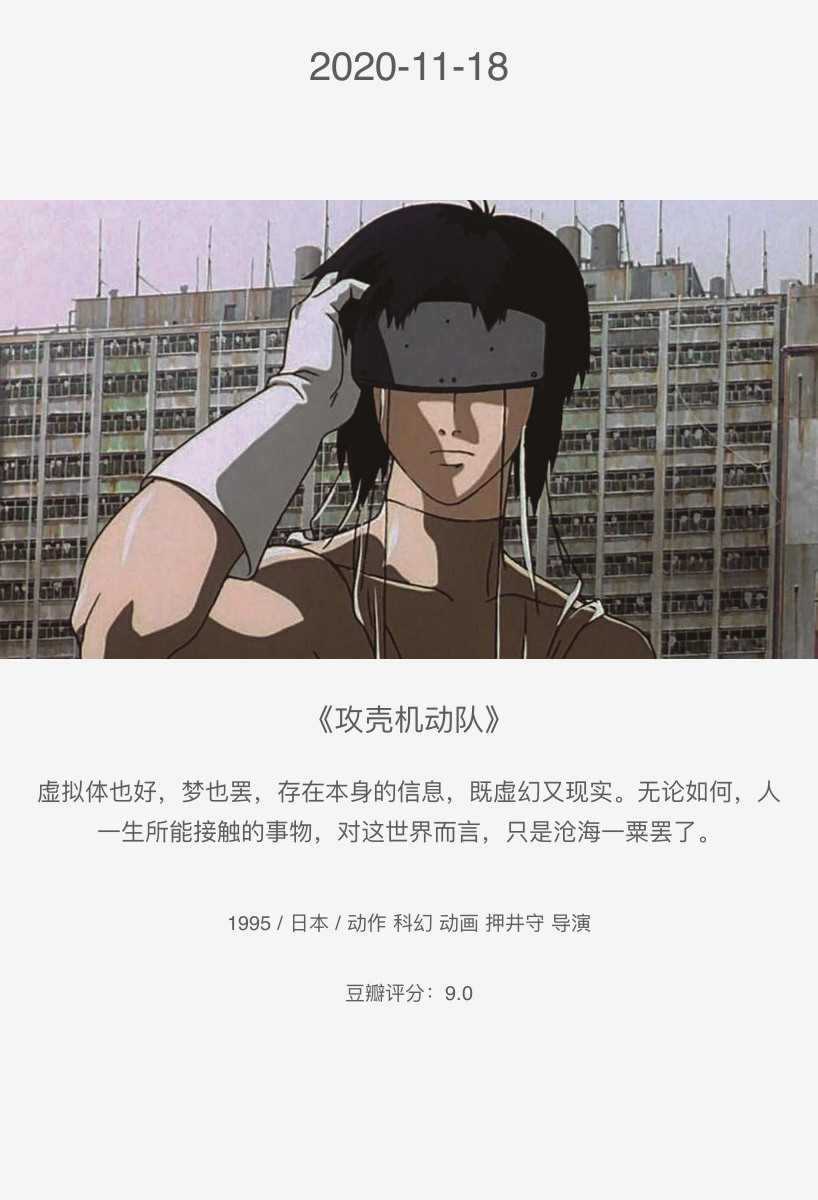 2020-11-18
《攻壳机动队》
虚拟体也好，梦也罢，存在本身的信息，既虚幻又现实。无论如何，人
一生所能接触的事物，对这世界而言，只是沧海一粟罢了。
1995 / 日本 / 动作 科幻 动画 押井守 导演
豆瓣评分：9.0